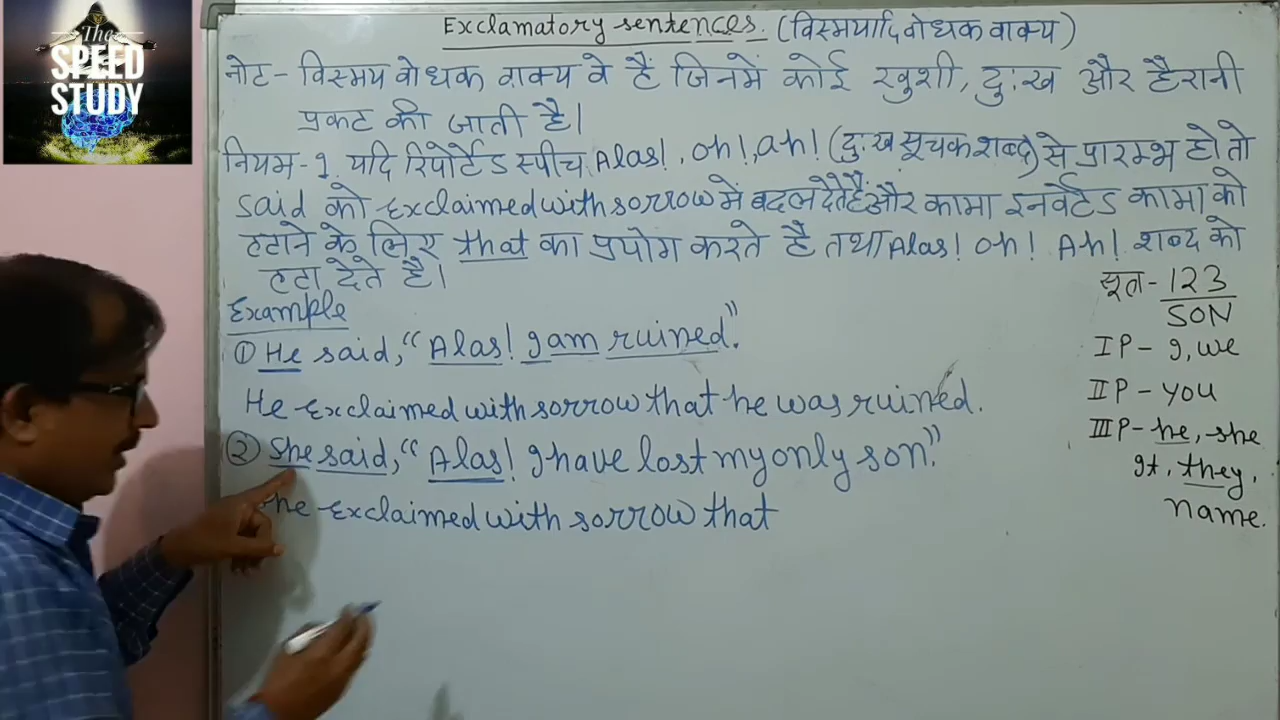 The
SPEED
STUDY
Exclamatory sentences. (विस्मयादि बोधक वाक्य)
नोट- विस्मय बोधक वाक्य वे हैं जिनमें कोई खुशी, दुःख और हैरानी
प्रकट की जाती है।
नियम-1. यदि रिपोर्टेड स्पीच Alas!, Oh!, ah! (दुःख सूचक शब्द) से प्रारम्भ हो तो
said को exclaimed with sorrow में बदल देते हैं और कामा इनर्वटेड कामा को
हटाने के लिए that का प्रयोग करते हैं तथा Alas! Oh! Ah! शब्द को
हटा देते है।
सूत्र- 123
SON
Example
① He said, “Alas! I am ruined.”
IP- I, we
He exclaimed with sorrow that he was ruined.
IIP- you
② She said, “Alas! I have lost my only son.”
IIIP- he, she
It, they,
name.
She exclaimed with sorrow that